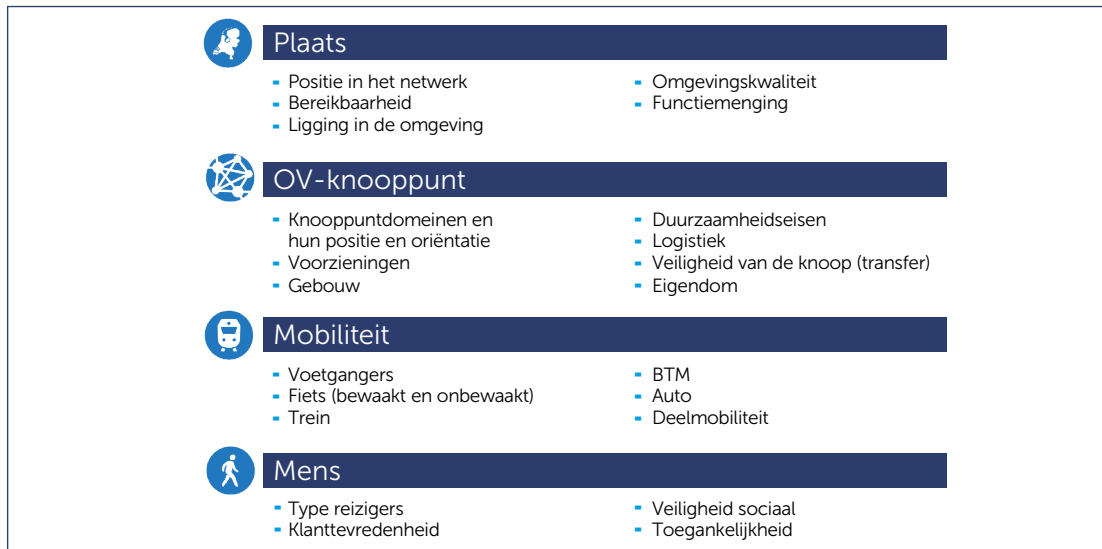 Plaats
- Positie in het netwerk
- Bereikbaarheid
- Ligging in de omgeving
- Omgevingskwaliteit
- Functiemenging
OV-knooppunt
- Knooppuntdomeinen en
hun positie en oriëntatie
- Voorzieningen
- Gebouw
- Duurzaamheidseisen
- Logistiek
- Veiligheid van de knoop (transfer)
- Eigendom
Mobiliteit
- Voetgangers
- Fiets (bewaakt en onbewaakt)
- Trein
- BTM
- Auto
- Deelmobiliteit
Mens
- Type reizigers
- Klanttevredenheid
- Veiligheid sociaal
- Toegankelijkheid